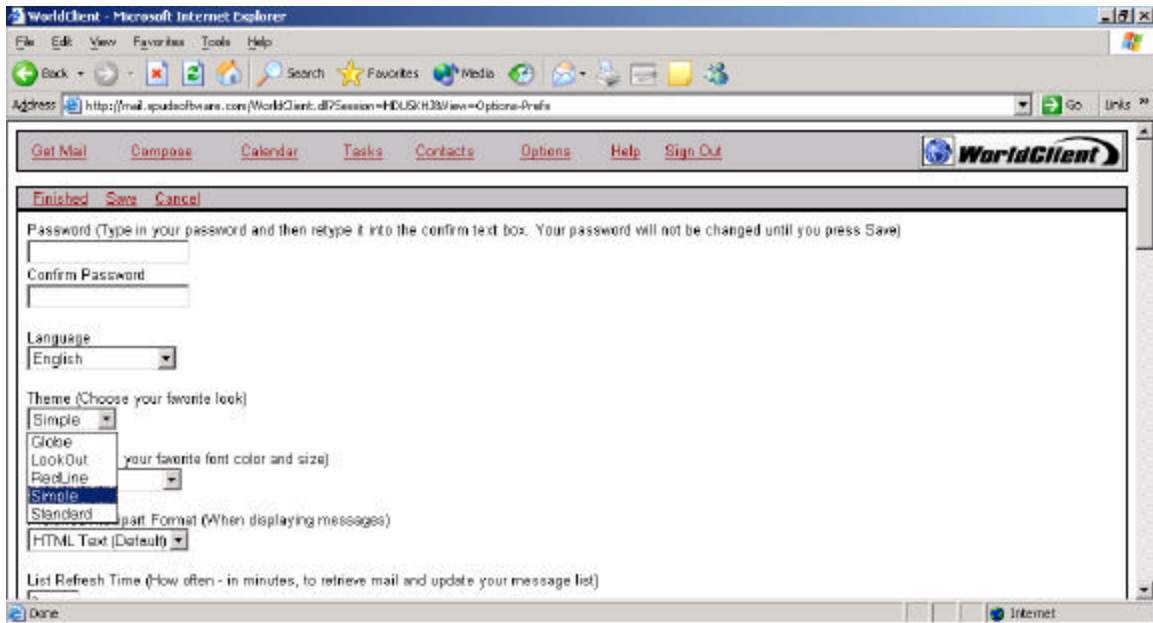 WorldClient - Microsoft Internet Explorer
File Edit View Favorites Tools Help
Back Search Favorites Media
Address http://mail.spudsoftware.com/WorldClient.dll?Session=HDUSKHJ&View=Options-Prefs Go Links »
Get Mail Compose Calendar Tasks Contacts Options Help Sign Out WorldClient
Finished Save Cancel
Password (Type in your password and then retype it into the confirm text box. Your password will not be changed until you press Save)
Confirm Password
Language
English
Theme (Choose your favorite look)
Simple
Globe
LookOut
your favorite font color and size)
RedLine
Simple
Standard
part Format (When displaying messages)
HTML Text (Default)
List Refresh Time (How often - in minutes, to retrieve mail and update your message list)
Done Internet